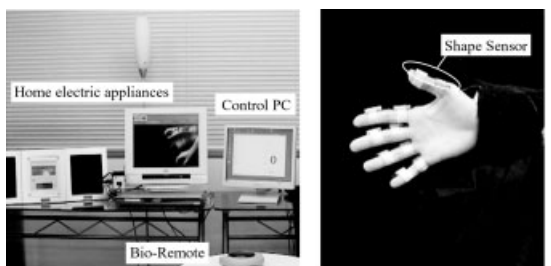 Home electric appliances
Control PC
0
Bio-Remote
Shape Sensor